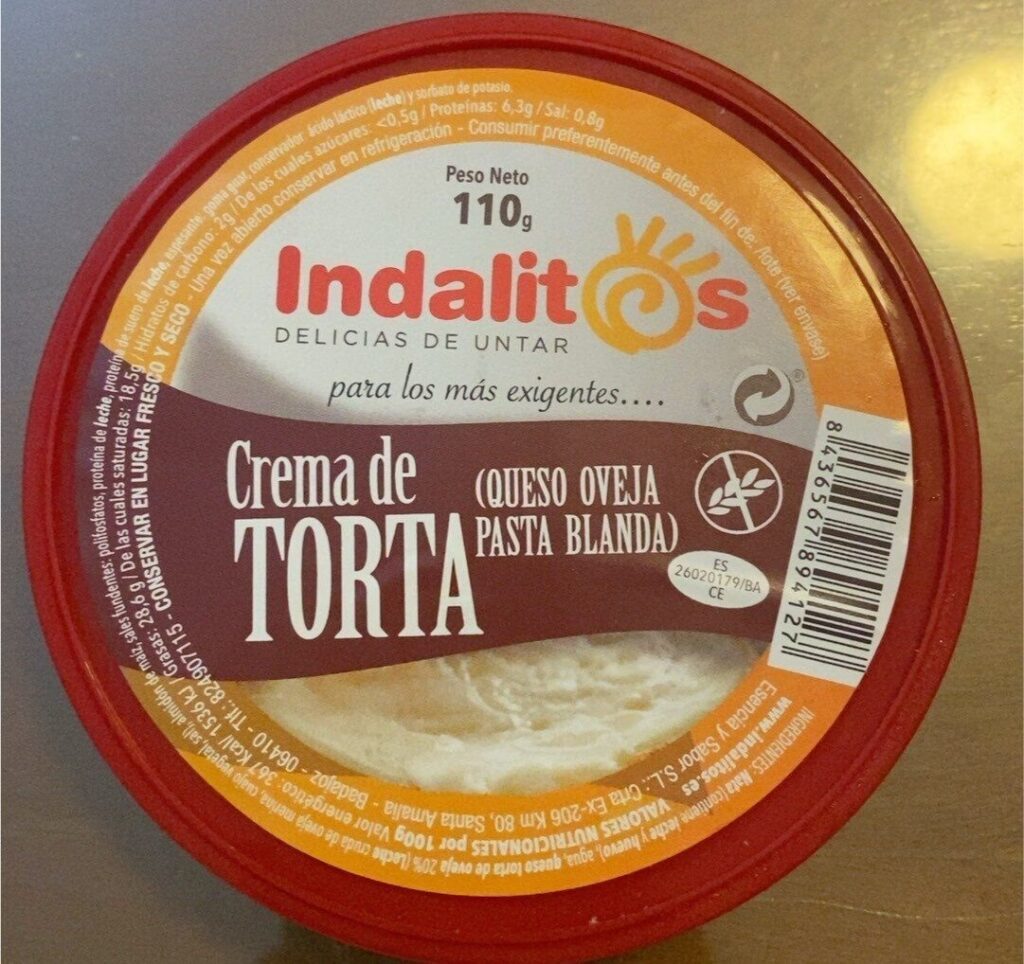 Peso Neto
110g
Indalitos
DELICIAS DE UNTAR
para los más exigentes....
Crema de
TORTA
(QUESO OVEJA
PASTA BLANDA)
ES
26020179/BA
CE
8 436567 894127
INGREDIENTES: Nata (contiene leche y huevo), agua, queso torta de oveja 20% (Leche cruda de oveja merina, cuajo vegetal, sal), almidón de maíz, sales fundentes: polifosfatos, proteína de leche, proteína de suero de leche, espesante, goma guar, conservador ácido láctico (leche) y sorbato de potasio.
VALORES NUTRICIONALES por 100g Valor energético: 367 Kcal/ 1536 kJ / Grasas: 28,6 g / De las cuales saturadas: 18,5g / Hidratos de carbono: 2g / De los cuales azúcares: <0,5g / Proteínas: 6,3g / Sal: 0,8g
www.indalitos.es
Esencia y Sabor S.L.: Crta Ex-206 Km 80, Santa Amalia - Badajoz - 06410 - Tlf.: 824907115 - CONSERVAR EN LUGAR FRESCO Y SECO - Una vez abierto conservar en refrigeración - Consumir preferentemente antes del fin de: /lote (ver envase)